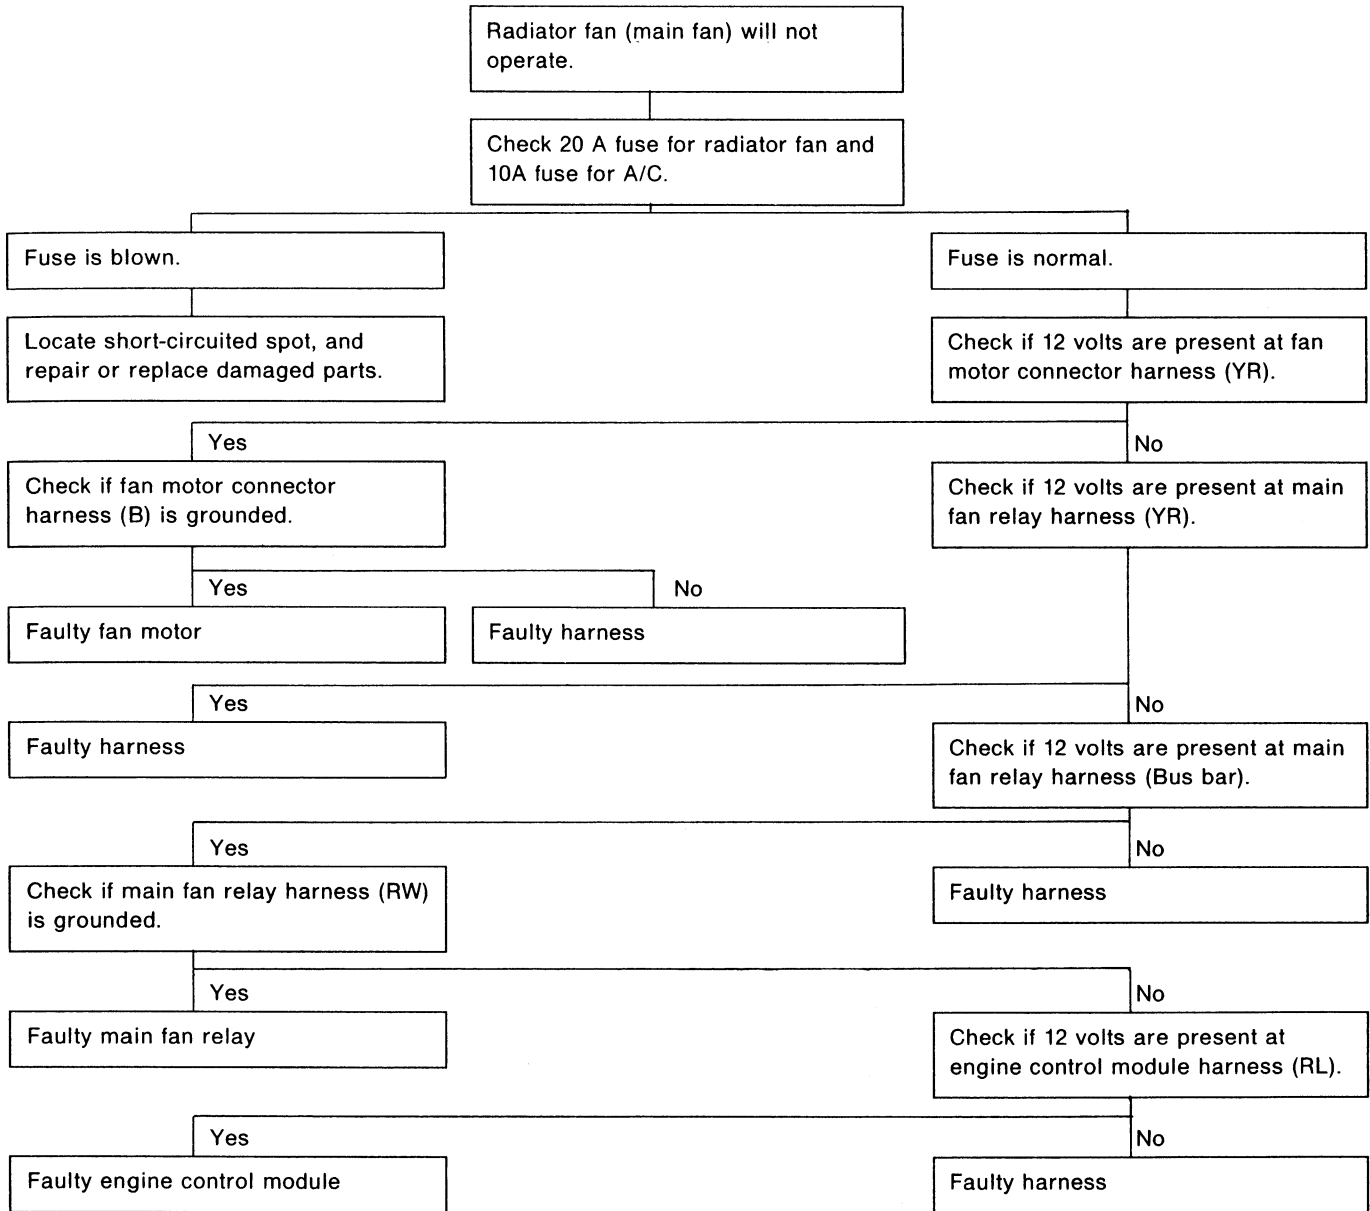 Radiator fan (main fan) will not
operate.
Check 20 A fuse for radiator fan and
10A fuse for A/C.
Fuse is blown.
Fuse is normal.
Locate short-circuited spot, and
repair or replace damaged parts.
Check if 12 volts are present at fan
motor connector harness (YR).
Yes
No
Check if fan motor connector
harness (B) is grounded.
Check if 12 volts are present at main
fan relay harness (YR).
Yes
No
Faulty fan motor
Faulty harness
Yes
No
Faulty harness
Check if 12 volts are present at main
fan relay harness (Bus bar).
Yes
No
Check if main fan relay harness (RW)
is grounded.
Faulty harness
Yes
No
Faulty main fan relay
Check if 12 volts are present at
engine control module harness (RL).
Yes
No
Faulty engine control module
Faulty harness